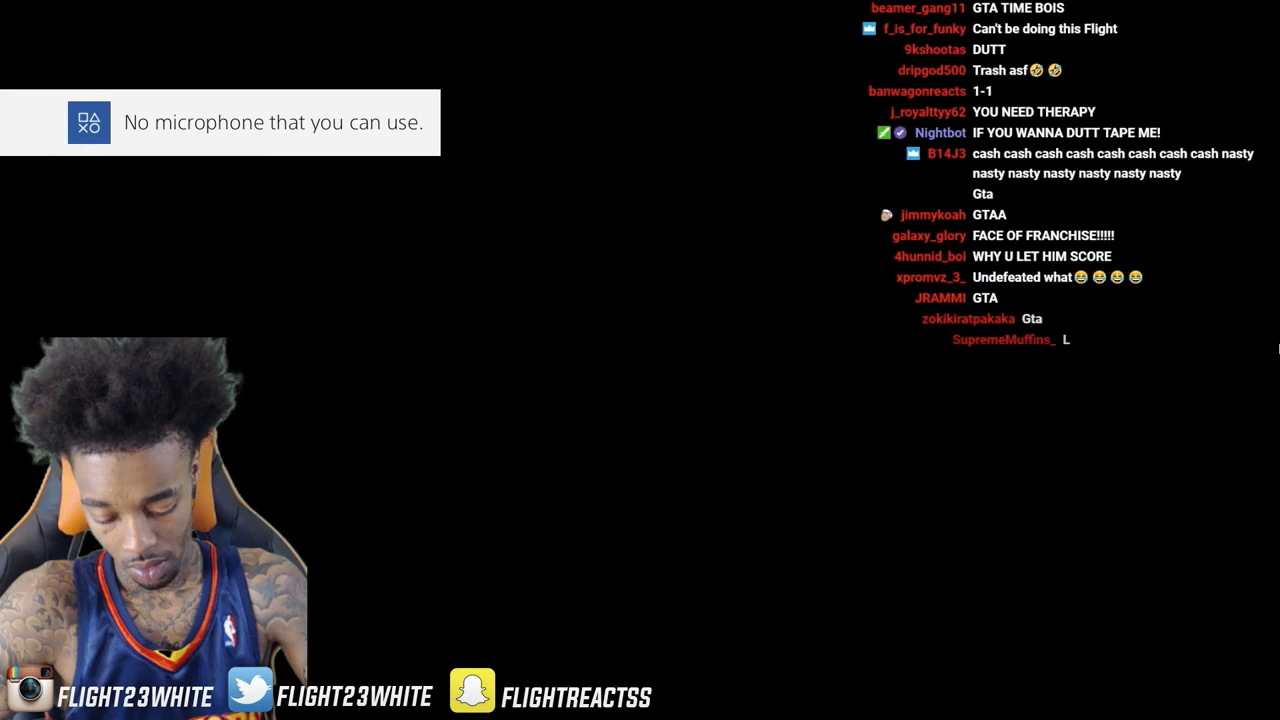 beamer_gang11 GTA TIME BOIS
f_is_for_funky Can't be doing this Flight
9kshootas DUTT
dripgod500 Trash asf🤣 🤣
banwagonreacts 1-1
j_royalttyy62 YOU NEED THERAPY
Nightbot IF YOU WANNA DUTT TAPE ME!
B14J3 cash cash cash cash cash cash cash cash nasty
nasty nasty nasty nasty nasty nasty
Gta
jimmykoah GTAA
galaxy_glory FACE OF FRANCHISE!!!!!
4hunnid_boi WHY U LET HIM SCORE
xpromvz_3_ Undefeated what😂 😂 😂 😂
JRAMMI GTA
zokikiratpakaka Gta
SupremeMuffins_ L
No microphone that you can use.
FLIGHT23WHITE
FLIGHT23WHITE
FLIGHTREACTSS